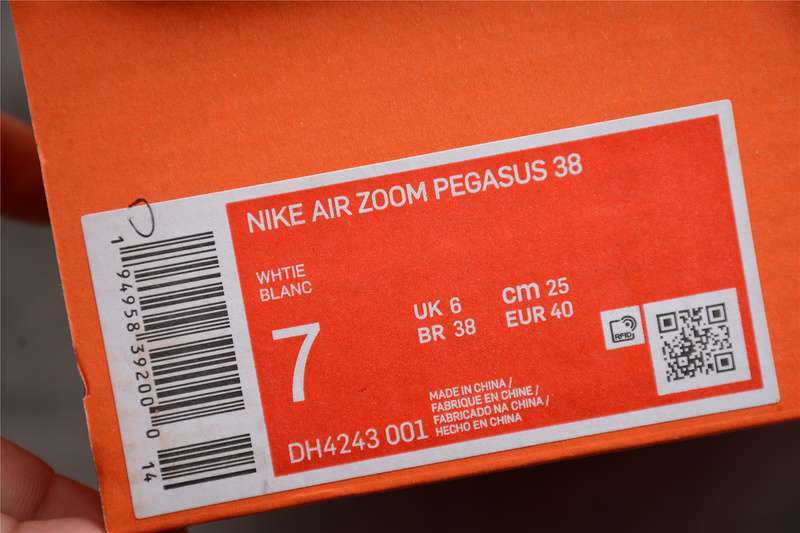 NIKE AIR ZOOM PEGASUS 38
WHTIE
BLANC
7
UK 6
BR 38
cm 25
EUR 40
RFID
MADE IN CHINA /
FABRIQUE EN CHINE /
FABRICADO NA CHINA /
HECHO EN CHINA
DH4243 001
1 94958 39200 0
14